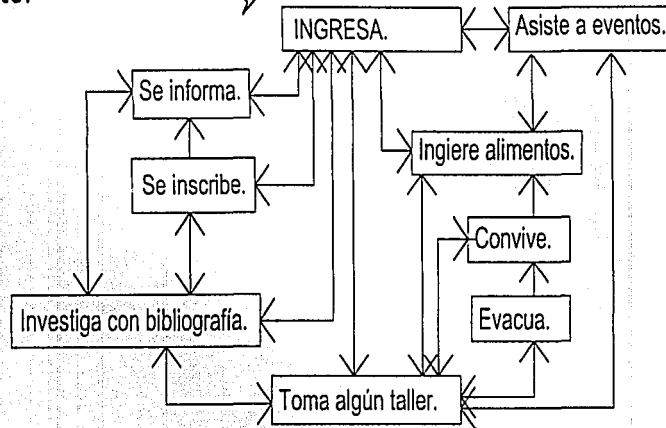 INGRESA.
Asiste a eventos.
Se informa.
Ingiere alimentos.
Se inscribe.
Convive.
Investiga con bibliografía.
Evacua.
Toma algún taller.